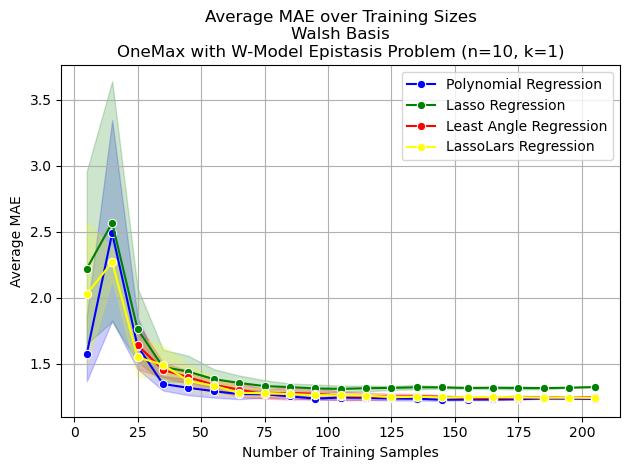 Average MAE over Training Sizes
Walsh Basis
OneMax with W-Model Epistasis Problem (n=10, k=1)
Polynomial Regression
Lasso Regression
Least Angle Regression
LassoLars Regression
3.5
3.0
2.5
2.0
1.5
Average MAE
0 25 50 75 100 125 150 175 200
Number of Training Samples